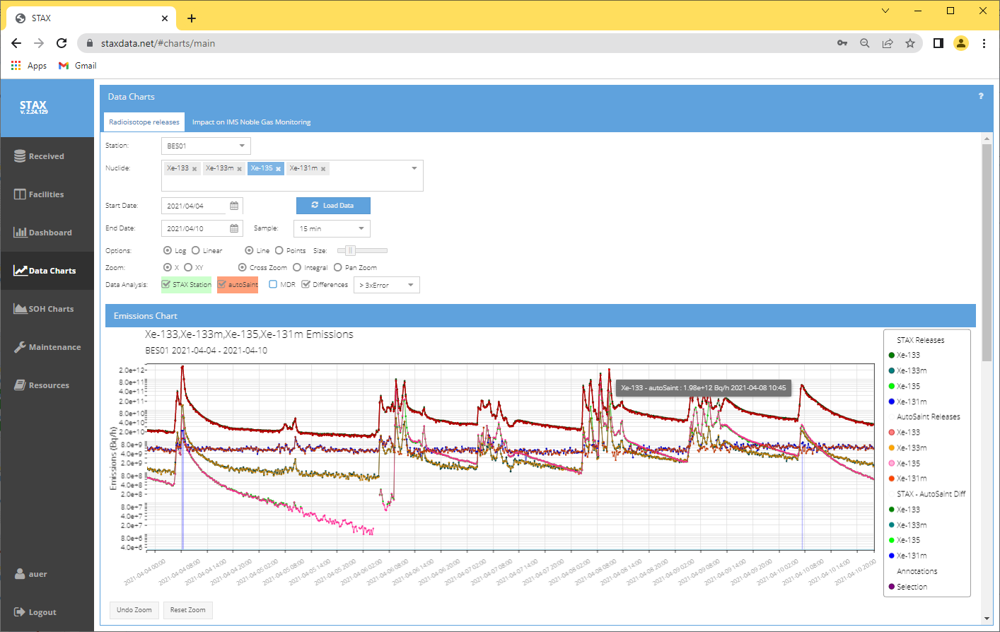 STAX
staxdata.net/#charts/main
Apps Gmail
STAX
v. 2.24.129
Received
Facilities
Dashboard
Data Charts
SOH Charts
Maintenance
Resources
auer
Logout
Data Charts ?
Radioisotope releases Impact on IMS Noble Gas Monitoring
Station: BES01
Nuclide: Xe-133 Xe-133m Xe-135 Xe-131m
Start Date: 2021/04/04 Load Data
End Date: 2021/04/10 Sample: 15 min
Options: Log Linear Line Points Size:
Zoom: X XY Cross Zoom Integral Pan Zoom
Data Analysis: STAX Station autoSaint MDR Differences > 3xError
Emissions Chart
Xe-133,Xe-133m,Xe-135,Xe-131m Emissions
BES01 2021-04-04 - 2021-04-10
Emissions (Bq/h)
2.0e+12
8.0e+11
4.0e+11
2.0e+11
8.0e+10
4.0e+10
2.0e+10
8.0e+9
4.0e+9
2.0e+9
8.0e+8
4.0e+8
2.0e+8
8.0e+7
4.0e+7
2.0e+7
8.0e+6
4.0e+6
Xe-133 - autoSaint : 1.98e+12 Bq/h 2021-04-08 10:45
2021-04-04 00:00
2021-04-04 08:00
2021-04-04 14:00
2021-04-04 20:00
2021-04-05 02:00
2021-04-05 08:00
2021-04-05 14:00
2021-04-05 20:00
2021-04-06 02:00
2021-04-06 08:00
2021-04-06 14:00
2021-04-06 20:00
2021-04-07 02:00
2021-04-07 08:00
2021-04-07 14:00
2021-04-07 20:00
2021-04-08 02:00
2021-04-08 08:00
2021-04-08 14:00
2021-04-08 20:00
2021-04-09 02:00
2021-04-09 08:00
2021-04-09 14:00
2021-04-09 20:00
2021-04-10 02:00
2021-04-10 08:00
2021-04-10 14:00
2021-04-10 20:00
STAX Releases
Xe-133
Xe-133m
Xe-135
Xe-131m
AutoSaint Releases
Xe-133
Xe-133m
Xe-135
Xe-131m
STAX - AutoSaint Diff
Xe-133
Xe-133m
Xe-135
Xe-131m
Annotations
Selection
Undo Zoom Reset Zoom